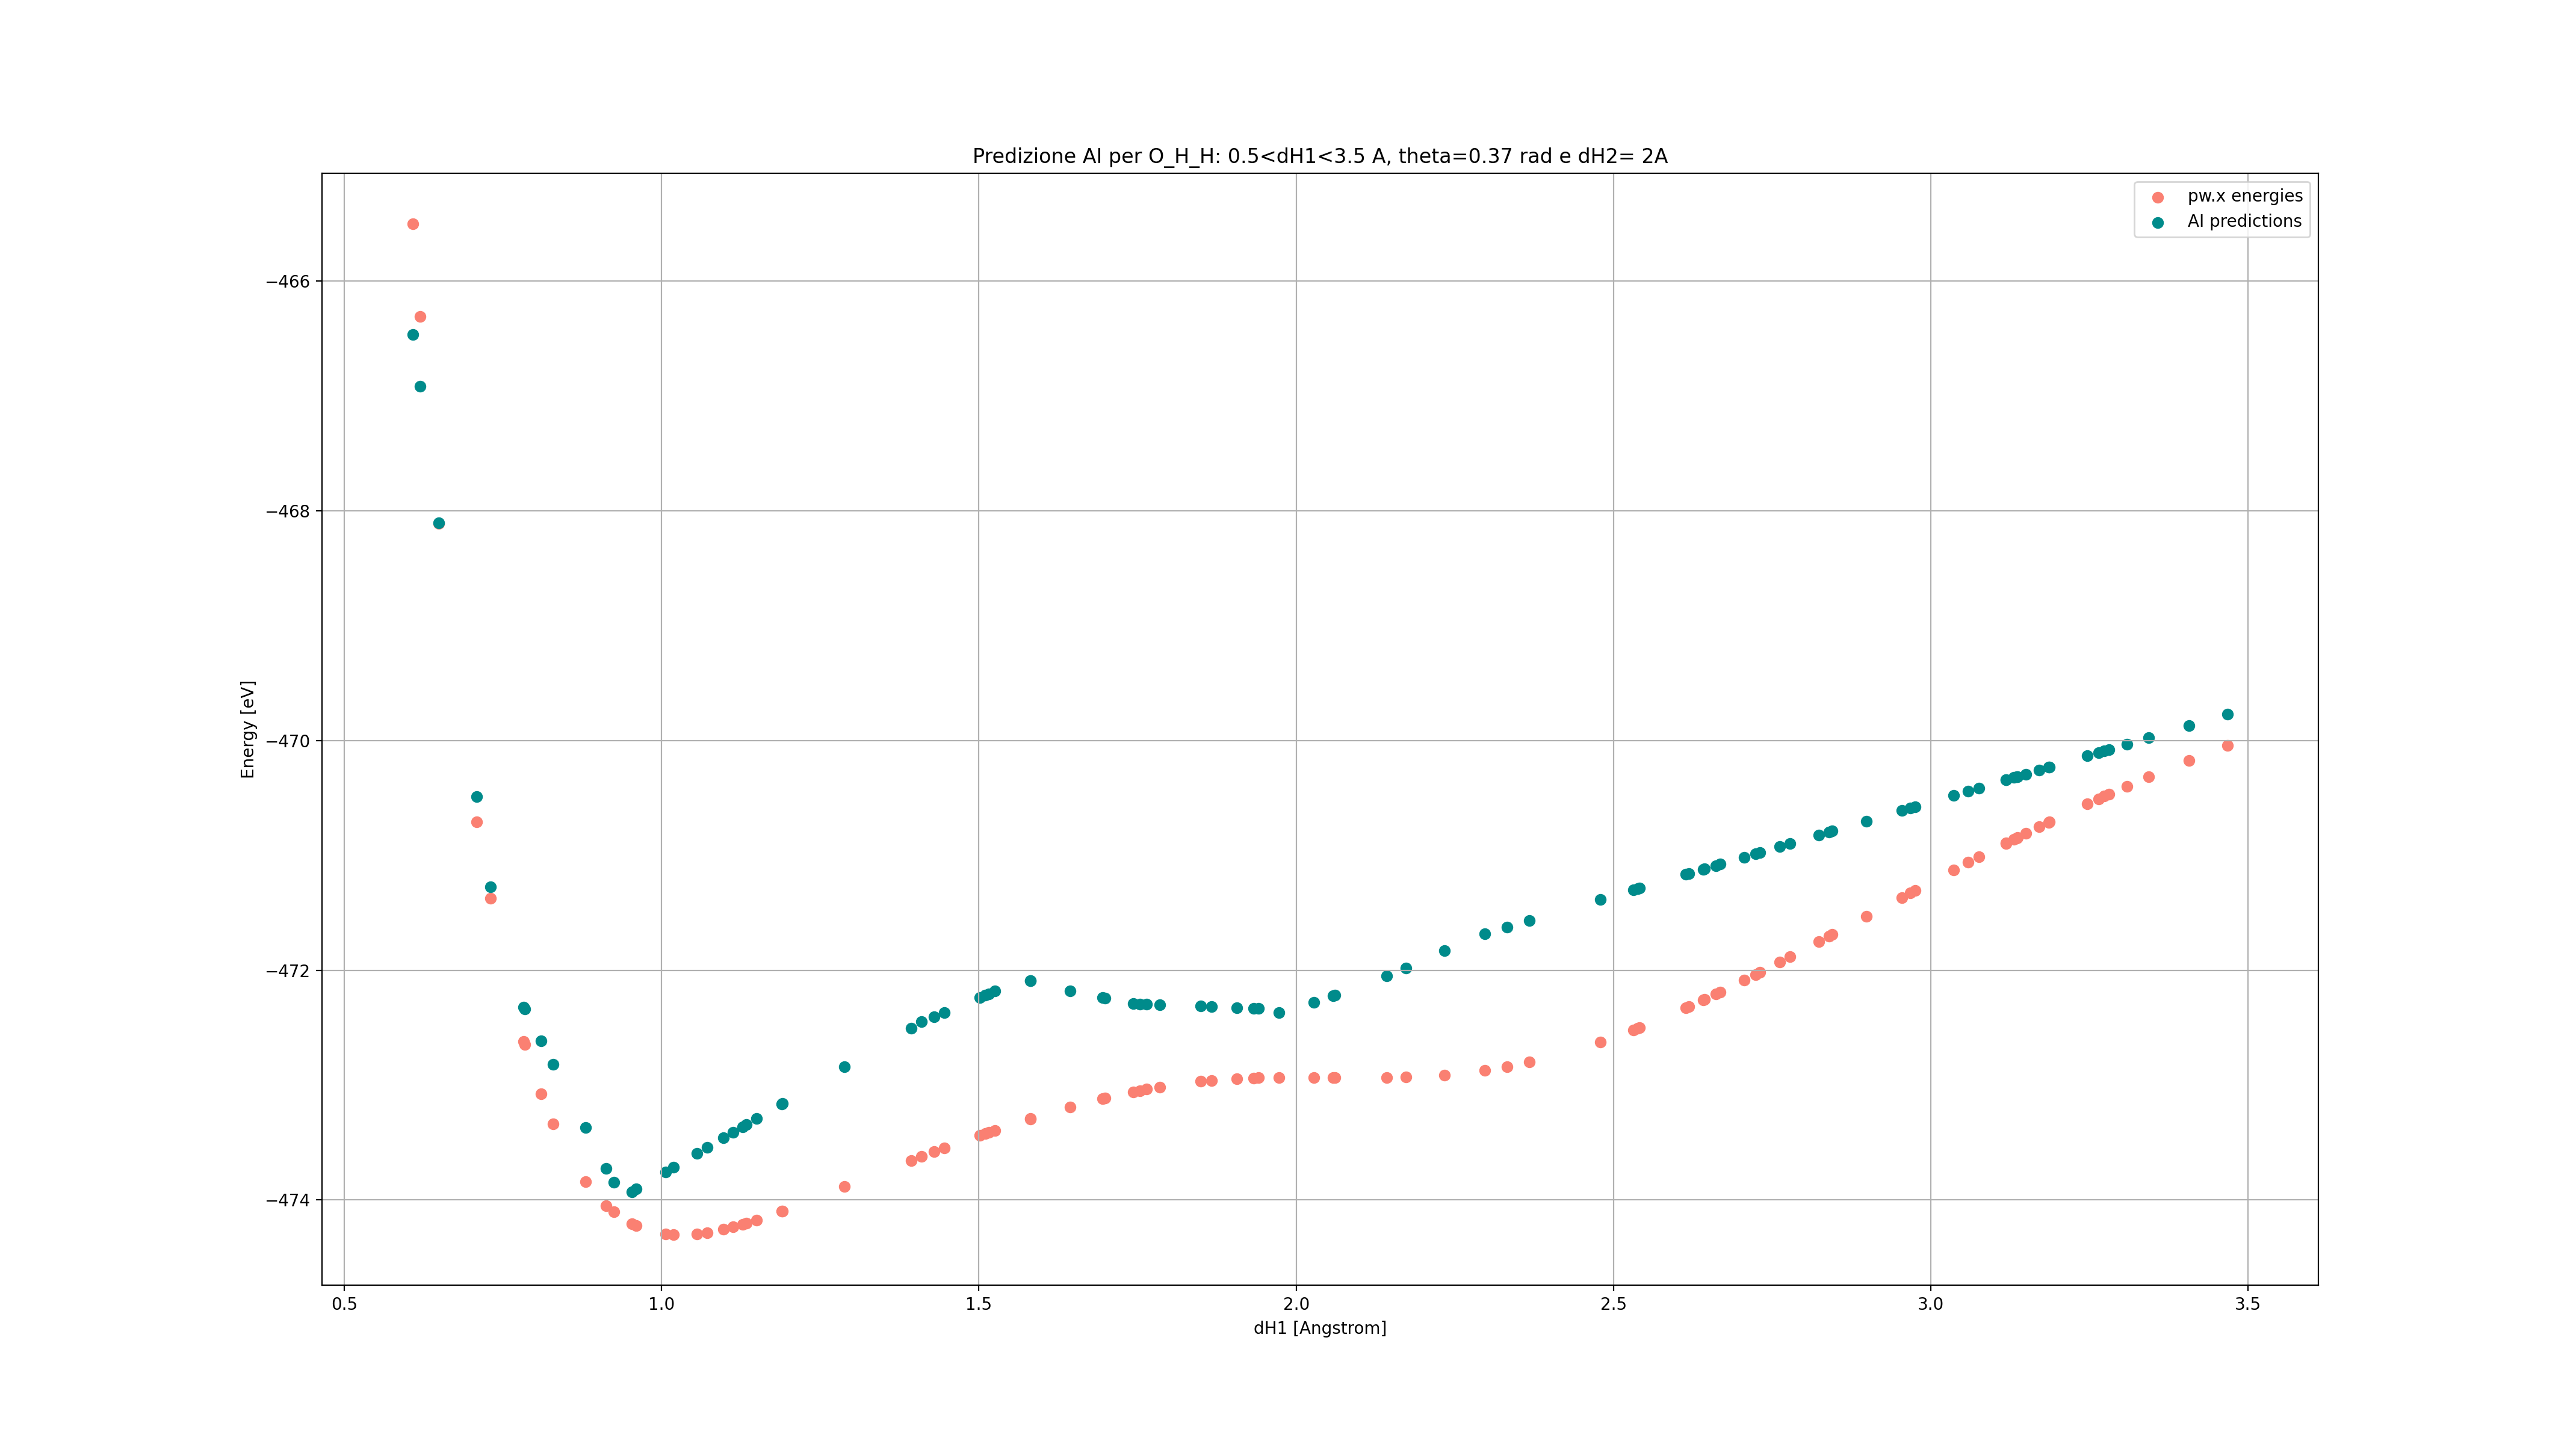 Predizione AI per O_H_H: 0.5<dH1<3.5 A, theta=0.37 rad e dH2= 2A
pw.x energies
AI predictions
−466
−468
−470
−472
−474
Energy [eV]
0.5
1.0
1.5
2.0
2.5
3.0
3.5
dH1 [Angstrom]